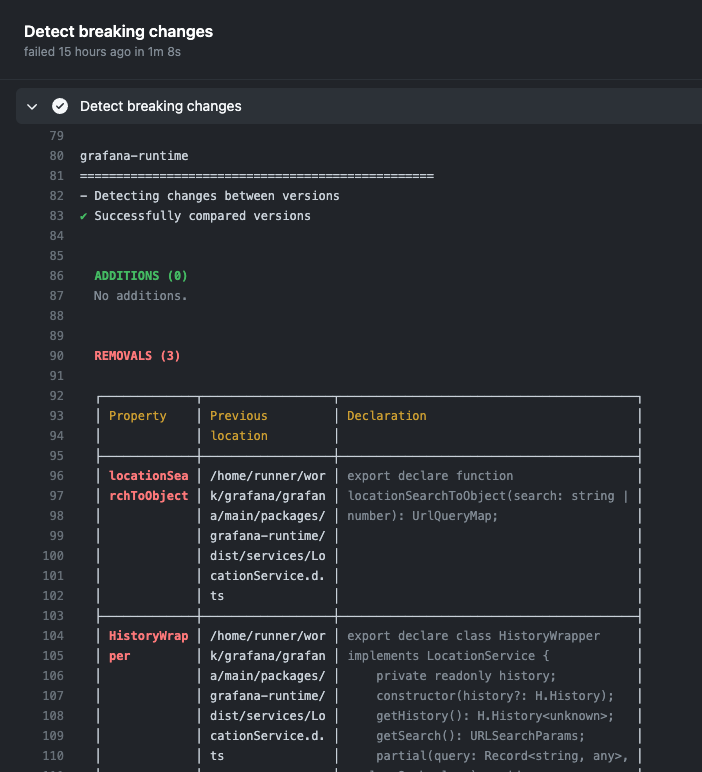 Detect breaking changes
failed 15 hours ago in 1m 8s
Detect breaking changes
79
80 grafana-runtime
81 =================================================
82 - Detecting changes between versions
83 ✔ Successfully compared versions
84
85
86 ADDITIONS (0)
87 No additions.
88
89
90 REMOVALS (3)
91
92
93 Property Previous Declaration
94 location
95
96 locationSea /home/runner/wor export declare function
97 rchToObject k/grafana/grafan locationSearchToObject(search: string |
98 a/main/packages/ number): UrlQueryMap;
99 grafana-runtime/
100 dist/services/Lo
101 cationService.d.
102 ts
103
104 HistoryWrap /home/runner/wor export declare class HistoryWrapper
105 per k/grafana/grafan implements LocationService {
106 a/main/packages/ private readonly history;
107 grafana-runtime/ constructor(history?: H.History);
108 dist/services/Lo getHistory(): H.History<unknown>;
109 cationService.d. getSearch(): URLSearchParams;
110 ts partial(query: Record<string, any>,